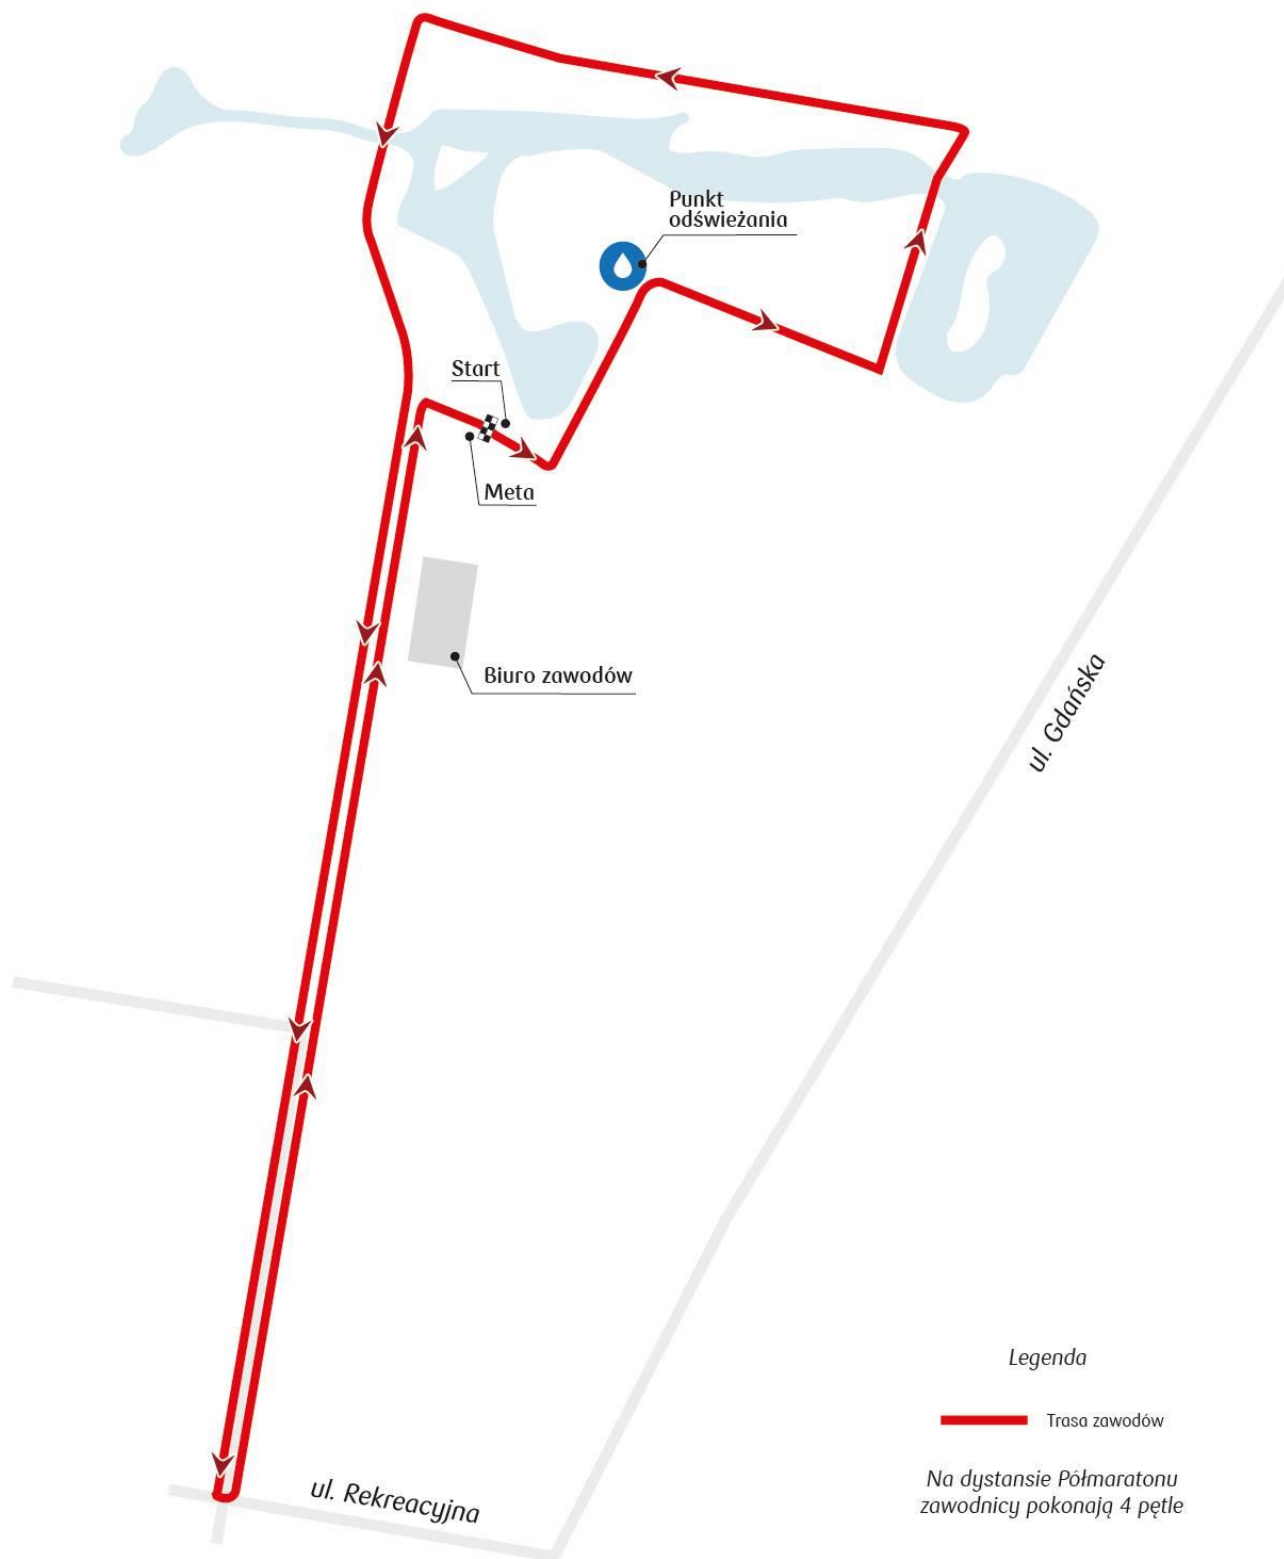 Punkt
odświeżania
Start
Meta
Biuro zawodów
ul. Gdańska
Legenda
Trasa zawodów
Na dystansie Półmaratonu
zawodnicy pokonają 4 pętle
ul. Rekreacyjna